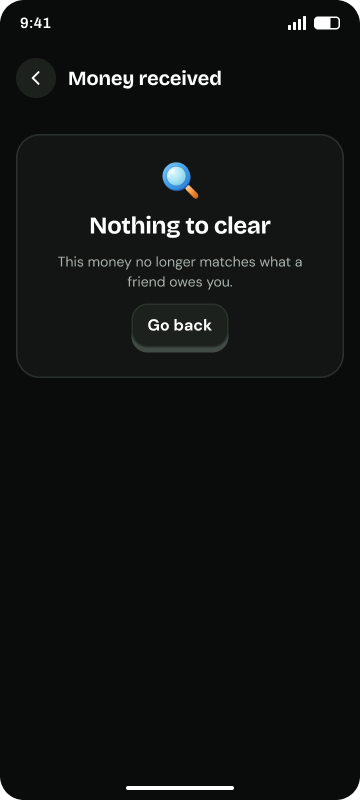 9:41
Money received
Nothing to clear
This money no longer matches what a
friend owes you.
Go back